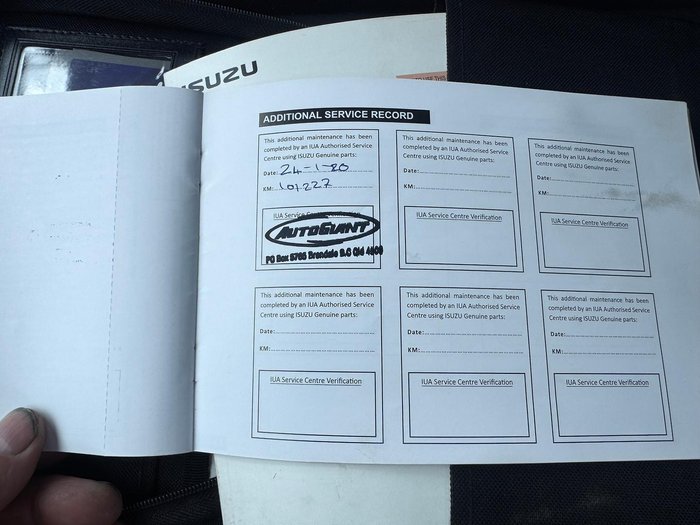 ISUZU
ADDITIONAL SERVICE RECORD
This additional maintenance has been
completed by an IUA Authorised Service
Centre using ISUZU Genuine parts:
Date: 24-1-20
KM: 101227
IUA Service Centre Verification
AUTOGIANT
PO Box 5765 Brendale B.C Qld 4500
This additional maintenance has been
completed by an IUA Authorised Service
Centre using ISUZU Genuine parts:
Date:
KM:
IUA Service Centre Verification
This additional maintenance has been
completed by an IUA Authorised Service
Centre using ISUZU Genuine parts:
Date:
KM:
IUA Service Centre Verification
This additional maintenance has been
completed by an IUA Authorised Service
Centre using ISUZU Genuine parts:
Date:
KM:
IUA Service Centre Verification
This additional maintenance has been
completed by an IUA Authorised Service
Centre using ISUZU Genuine parts:
Date:
KM:
IUA Service Centre Verification
This additional maintenance has been
completed by an IUA Authorised Service
Centre using ISUZU Genuine parts:
Date:
KM:
IUA Service Centre Verification